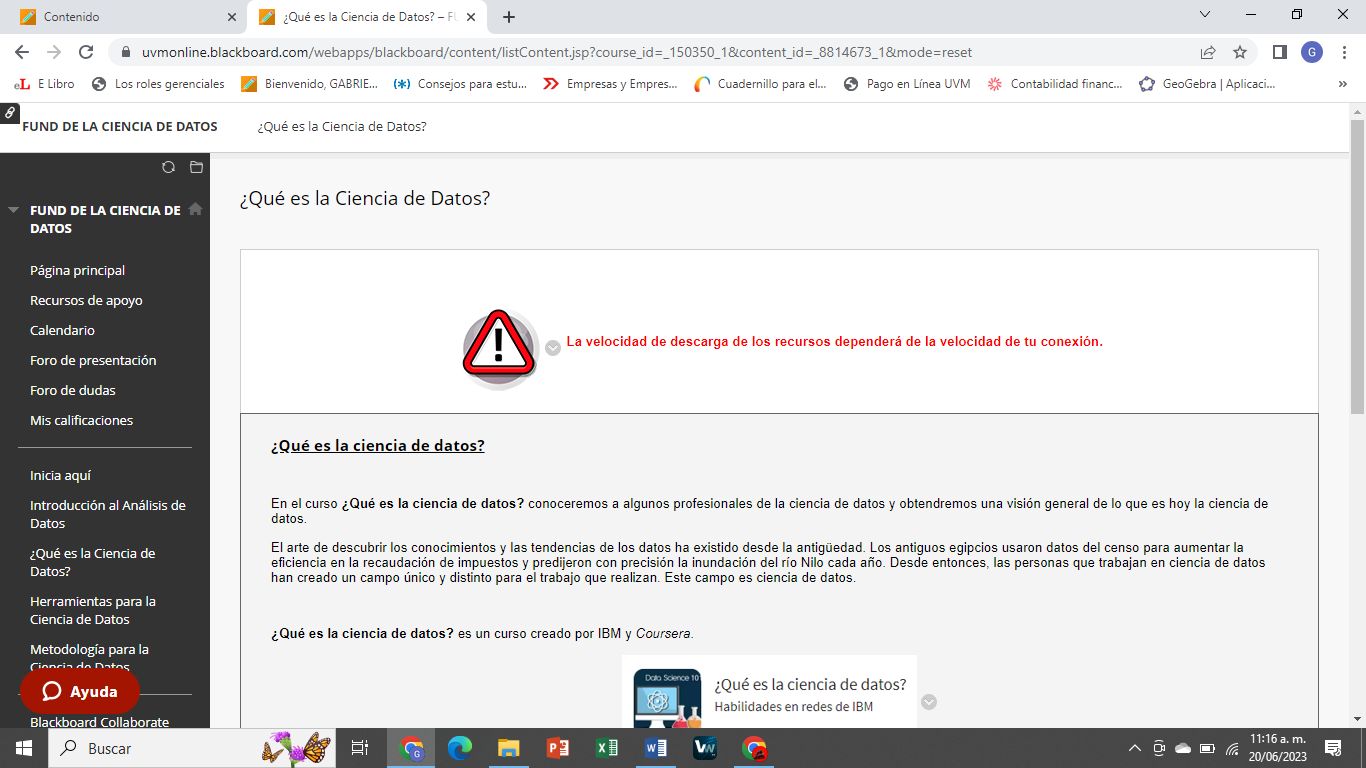 Contenido
¿Qué es la Ciencia de Datos? – FU
uvmonline.blackboard.com/webapps/blackboard/content/listContent.jsp?course_id=_150350_1&content_id=_8814673_1&mode=reset
G
eL E Libro
Los roles gerenciales
Bienvenido, GABRIE...
Consejos para estu...
Empresas y Empres...
Cuadernillo para el...
Pago en Línea UVM
Contabilidad financ...
GeoGebra | Aplicaci...
»
FUND DE LA CIENCIA DE DATOS
¿Qué es la Ciencia de Datos?
FUND DE LA CIENCIA DE
DATOS
Página principal
Recursos de apoyo
Calendario
Foro de presentación
Foro de dudas
Mis calificaciones
Inicia aquí
Introducción al Análisis de
Datos
¿Qué es la Ciencia de
Datos?
Herramientas para la
Ciencia de Datos
Metodología para la
Ciencia de Datos
Ayuda
Blackboard Collaborate
¿Qué es la Ciencia de Datos?
La velocidad de descarga de los recursos dependerá de la velocidad de tu conexión.
¿Qué es la ciencia de datos?
En el curso ¿Qué es la ciencia de datos? conoceremos a algunos profesionales de la ciencia de datos y obtendremos una visión general de lo que es hoy la ciencia de
datos.
El arte de descubrir los conocimientos y las tendencias de los datos ha existido desde la antigüedad. Los antiguos egipcios usaron datos del censo para aumentar la
eficiencia en la recaudación de impuestos y predijeron con precisión la inundación del río Nilo cada año. Desde entonces, las personas que trabajan en ciencia de datos
han creado un campo único y distinto para el trabajo que realizan. Este campo es ciencia de datos.
¿Qué es la ciencia de datos? es un curso creado por IBM y Coursera.
Data Science 10
¿Qué es la ciencia de datos?
Habilidades en redes de IBM
Buscar
11:16 a. m.
20/06/2023